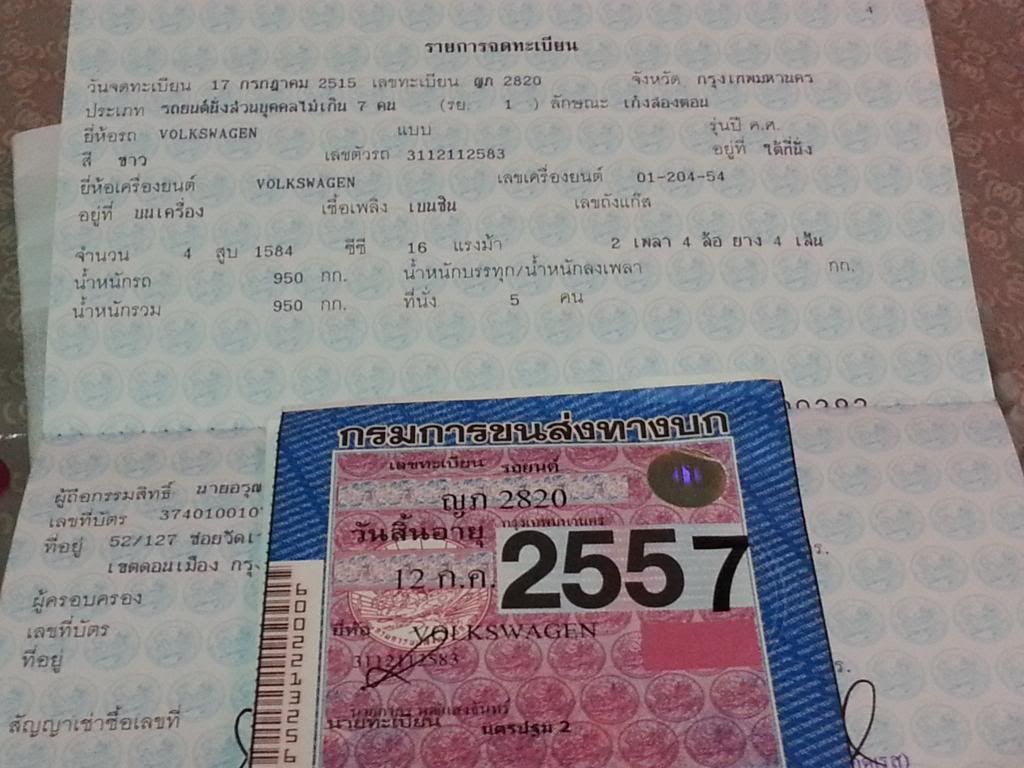 4
รายการจดทะเบียน
วันจดทะเบียน 17 กรกฎาคม 2515 เลขทะเบียน ญภ 2820 จังหวัด กรุงเทพมหานคร
ประเภท รถยนต์นั่งส่วนบุคคลไม่เกิน 7 คน (รย. 1 ) ลักษณะ เก๋งสองตอน
ยี่ห้อรถ VOLKSWAGEN แบบ รุ่นปี ค.ศ.
สี ขาว เลขตัวรถ 3112112583 อยู่ที่ ใต้ที่นั่ง
ยี่ห้อเครื่องยนต์ VOLKSWAGEN เลขเครื่องยนต์ 01-204-54
อยู่ที่ บนเครื่อง เชื้อเพลิง เบนซิน เลขถังแก๊ส
จำนวน 4 สูบ 1584 ซีซี 16 แรงม้า 2 เพลา 4 ล้อ ยาง 4 เส้น
น้ำหนักรถ 950 กก. น้ำหนักบรรทุก/น้ำหนักลงเพลา กก.
น้ำหนักรวม 950 กก. ที่นั่ง 5 คน
ผู้ถือกรรมสิทธิ์ นายอรุณ
เลขที่บัตร 374010010
ที่อยู่ 52/127 ซอยวัดเ
เขตดอนเมือง กรุ
ผู้ครอบครอง
เลขที่บัตร
ที่อยู่
สัญญาเช่าซื้อเลขที่
ร.
ร.
กรมการขนส่งทางบก
เลขทะเบียน รถยนต์
ญภ 2820
วันสิ้นอายุ กรุงเทพมหานคร
12 ก.ค. 2557
ยี่ห้อ VOLKSWAGEN
3112112583
นายทะเบียน นครปฐม 2
6002213256